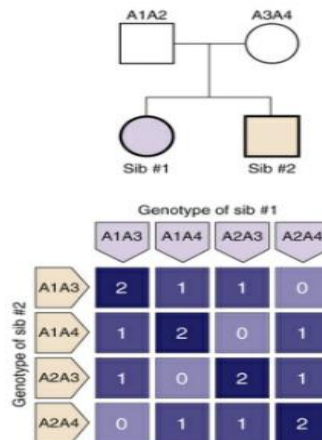 A1A2 A3A4
Sib #1 Sib #2
Genotype of sib #1
A1A3 A1A4 A2A3 A2A4
Genotype of sib #2
A1A3 2 1 1 0
A1A4 1 2 0 1
A2A3 1 0 2 1
A2A4 0 1 1 2